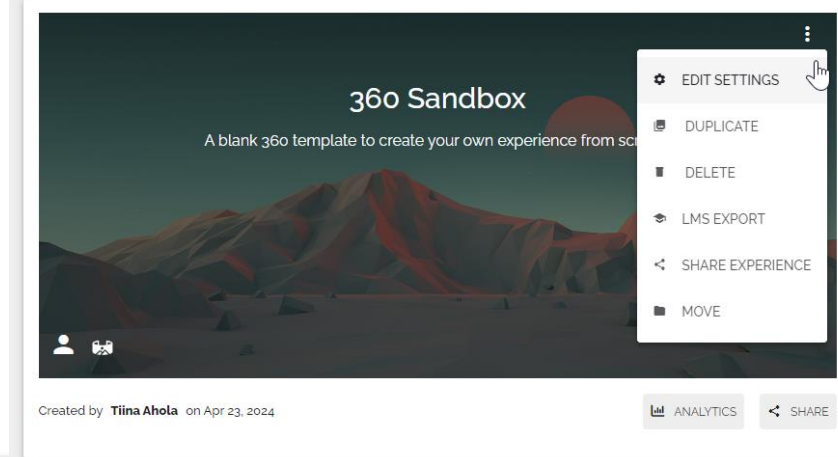 360 Sandbox
A blank 360 template to create your own experience from scr
EDIT SETTINGS
DUPLICATE
DELETE
LMS EXPORT
SHARE EXPERIENCE
MOVE
Created by Tiina Ahola on Apr 23, 2024
ANALYTICS
SHARE